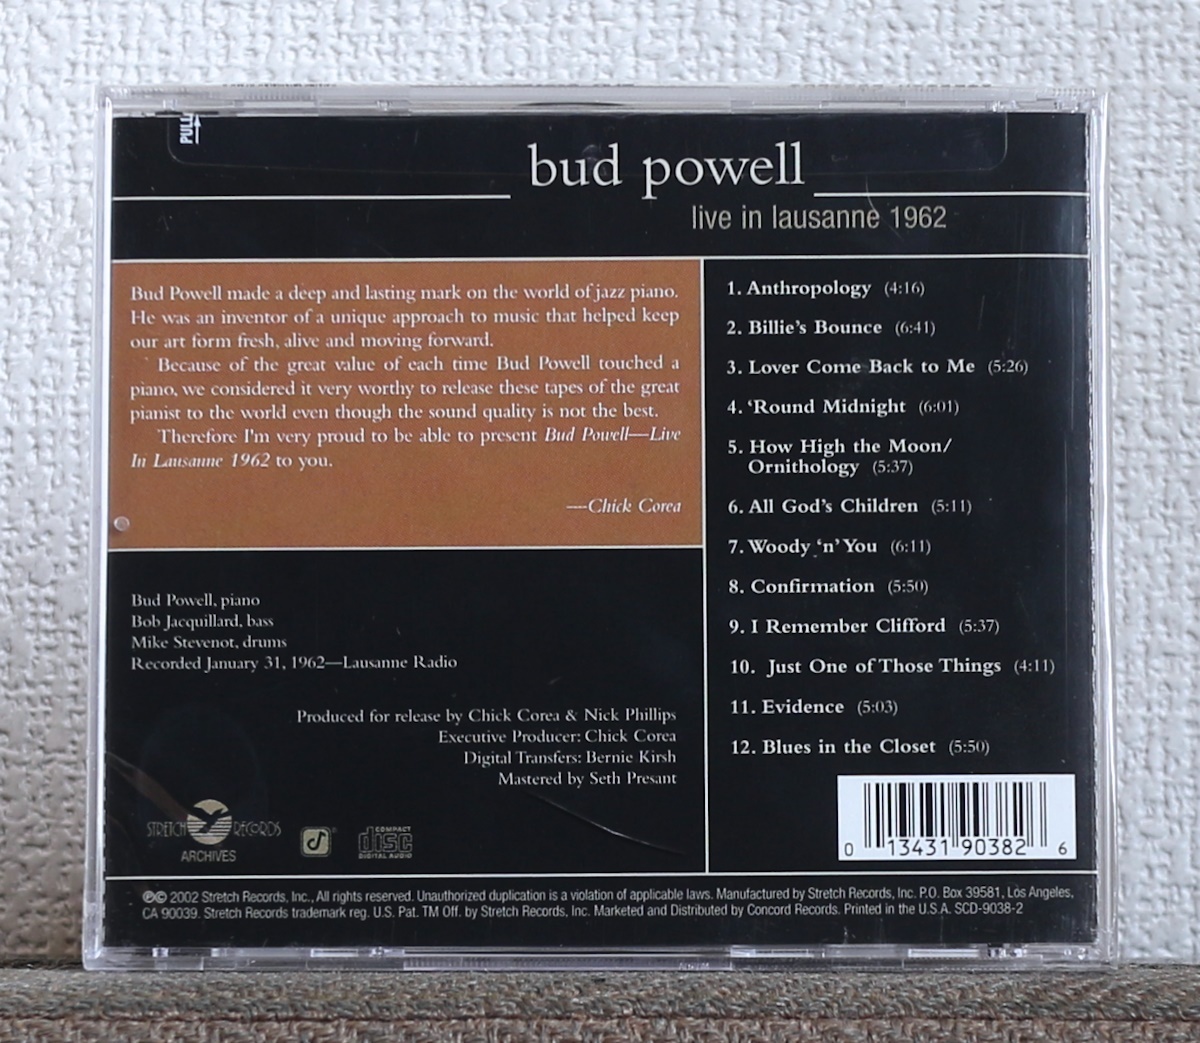 PULL
bud powell
live in lausanne 1962
Bud Powell made a deep and lasting mark on the world of jazz piano.
He was an inventor of a unique approach to music that helped keep
our art form fresh, alive and moving forward.
Because of the great value of each time Bud Powell touched a
piano, we considered it very worthy to release these tapes of the great
pianist to the world even though the sound quality is not the best.
Therefore I'm very proud to be able to present Bud Powell—Live
In Lausanne 1962 to you.
—Chick Corea
Bud Powell, piano
Bob Jacquillard, bass
Mike Stevenot, drums
Recorded January 31, 1962—Lausanne Radio
Produced for release by Chick Corea & Nick Phillips
Executive Producer: Chick Corea
Digital Transfers: Bernie Kirsh
Mastered by Seth Presant
STRETCH RECORDS
ARCHIVES
COMPACT
disc
DIGITAL AUDIO
1. Anthropology (4:16)
2. Billie's Bounce (6:41)
3. Lover Come Back to Me (5:26)
4. ‘Round Midnight (6:01)
5. How High the Moon/
Ornithology (5:37)
6. All God's Children (5:11)
7. Woody ‘n’ You (6:11)
8. Confirmation (5:50)
9. I Remember Clifford (5:37)
10. Just One of Those Things (4:11)
11. Evidence (5:03)
12. Blues in the Closet (5:50)
0 13431 90382 6
℗© 2002 Stretch Records, Inc., All rights reserved. Unauthorized duplication is a violation of applicable laws. Manufactured by Stretch Records, Inc. P.O. Box 39581, Los Angeles,
CA 90039. Stretch Records trademark reg. U.S. Pat. TM Off. by Stretch Records, Inc. Marketed and Distributed by Concord Records. Printed in the U.S.A. SCD-9038-2